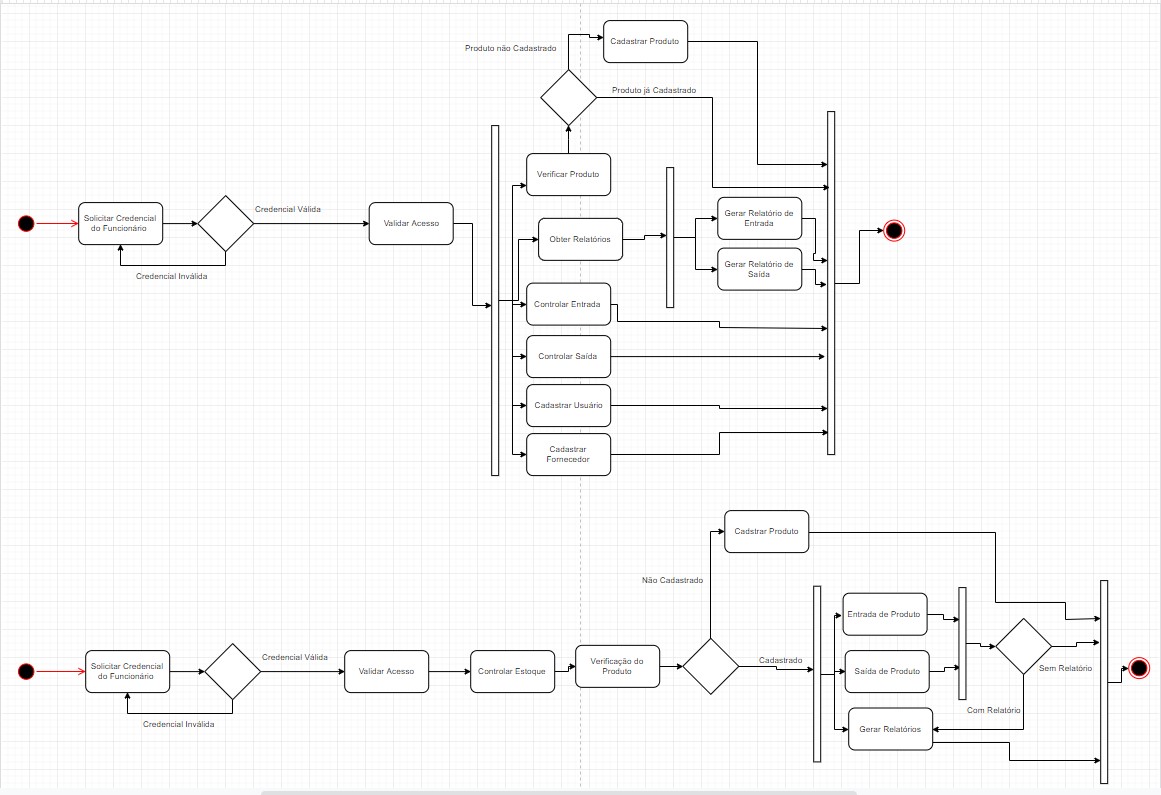 Produto não Cadastrado
Cadastrar Produto
Produto já Cadastrado
Verificar Produto
Solicitar Credencial
do Funcionário
Credencial Válida
Validar Acesso
Credencial Inválida
Obter Relatórios
Gerar Relatório de
Entrada
Gerar Relatório de
Saída
Controlar Entrada
Controlar Saída
Cadastrar Usuário
Cadastrar
Fornecedor
Cadstrar Produto
Não Cadastrado
Solicitar Credencial
do Funcionário
Credencial Válida
Validar Acesso
Controlar Estoque
Verificação do
Produto
Cadastrado
Credencial Inválida
Entrada de Produto
Saída de Produto
Gerar Relatórios
Sem Relatório
Com Relatório